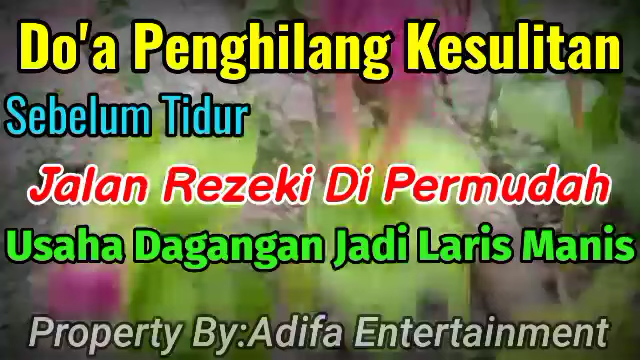 Do'a Penghilang Kesulitan
Sebelum Tidur
Jalan Rezeki Di Permudah
Usaha Dagangan Jadi Laris Manis
Property By:Adifa Entertainment